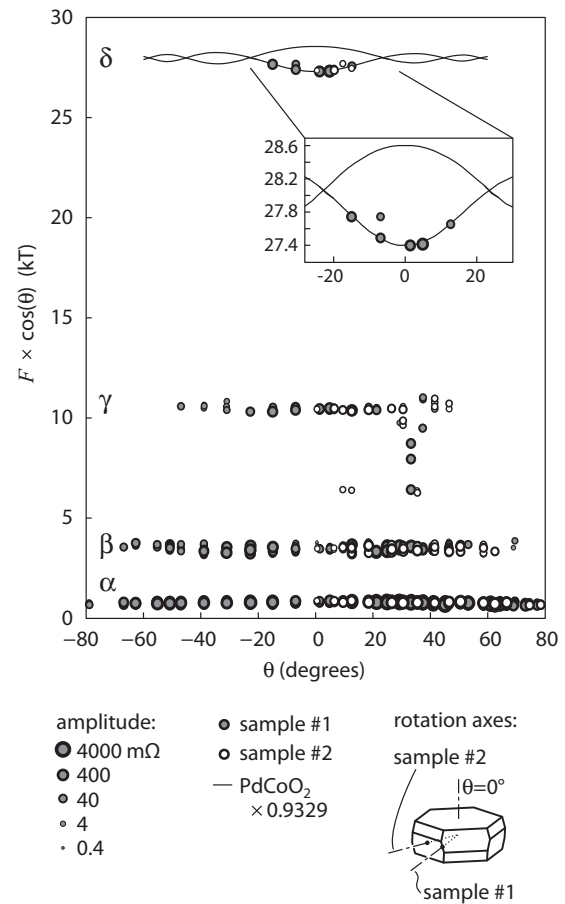 30
δ
28.6
28.2
27.8
27.4
-20
0
20
25
20
15
10
5
0
F × cos(θ) (kT)
γ
β
α
−80
−60
−40
−20
0
20
40
60
80
θ (degrees)
amplitude:
4000 mΩ
400
40
4
0.4
sample #1
sample #2
PdCoO₂
× 0.9329
rotation axes:
sample #2
θ=0°
sample #1